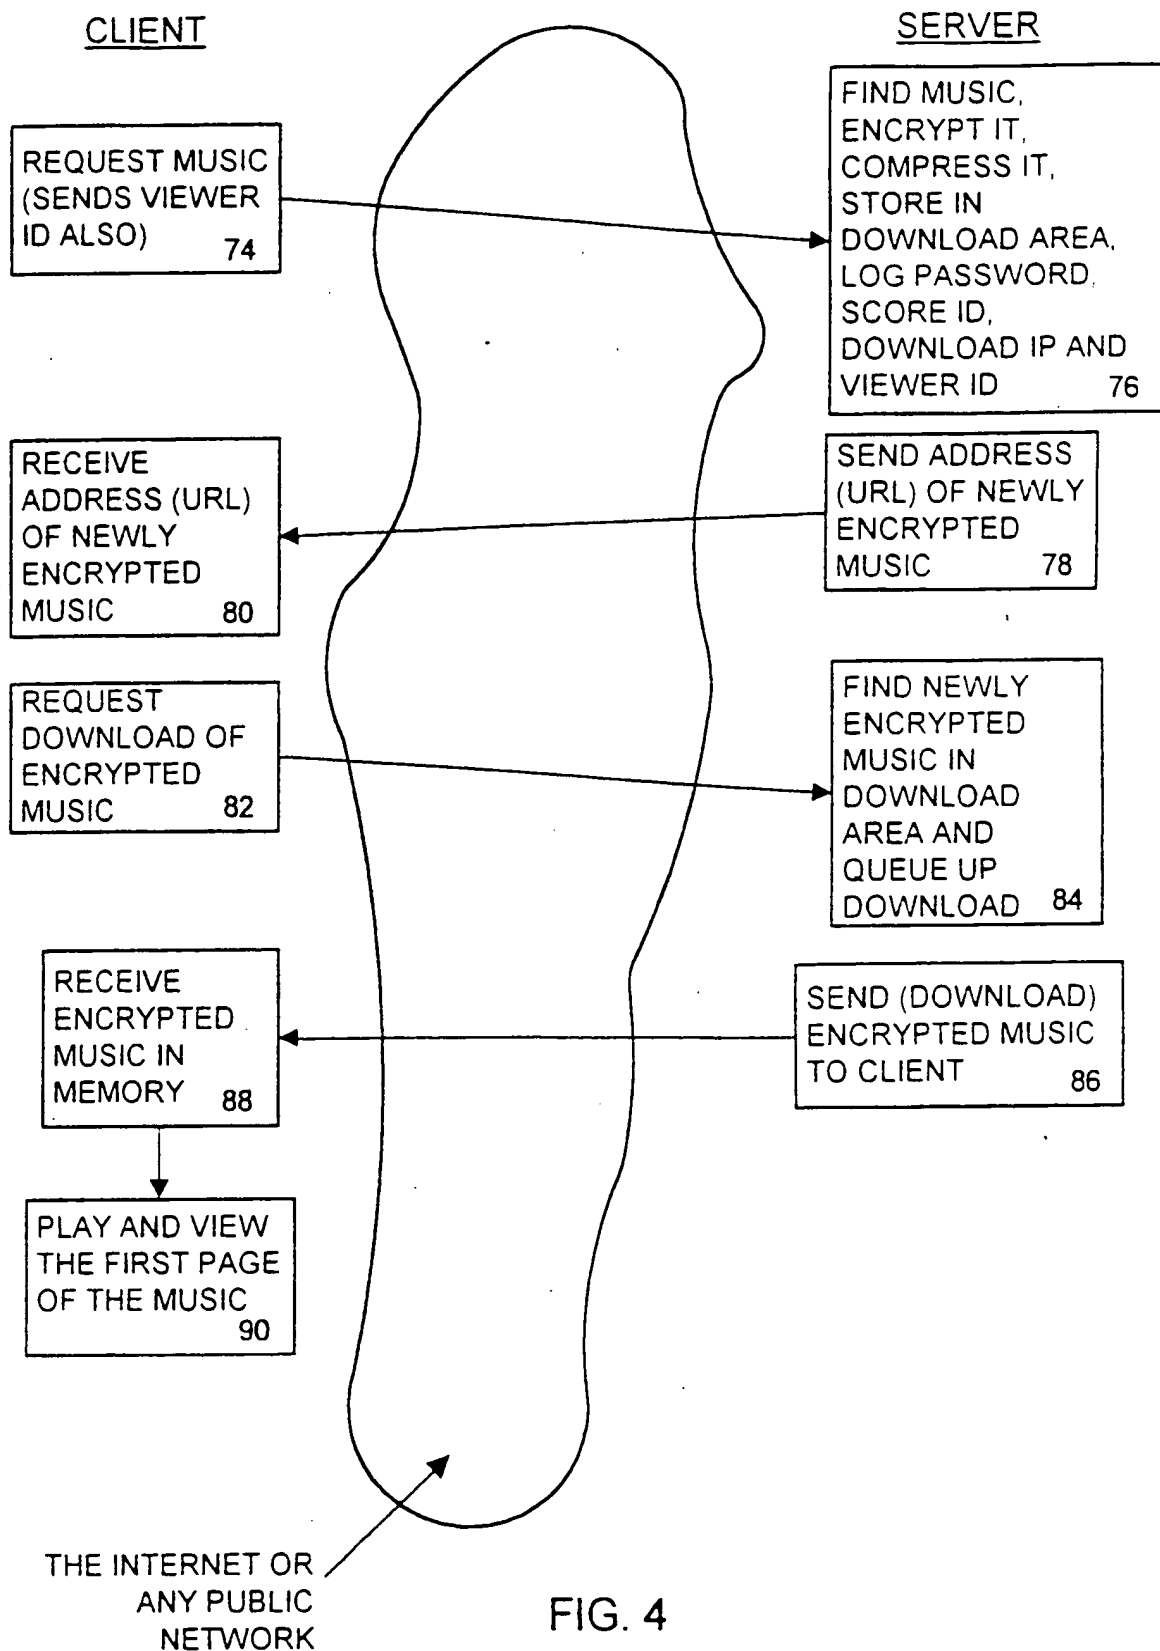 CLIENT
SERVER
REQUEST MUSIC
(SENDS VIEWER
ID ALSO)
74
FIND MUSIC,
ENCRYPT IT,
COMPRESS IT,
STORE IN
DOWNLOAD AREA,
LOG PASSWORD,
SCORE ID,
DOWNLOAD IP AND
VIEWER ID
76
SEND ADDRESS
(URL) OF NEWLY
ENCRYPTED
MUSIC
78
RECEIVE
ADDRESS (URL)
OF NEWLY
ENCRYPTED
MUSIC
80
REQUEST
DOWNLOAD OF
ENCRYPTED
MUSIC
82
FIND NEWLY
ENCRYPTED
MUSIC IN
DOWNLOAD
AREA AND
QUEUE UP
DOWNLOAD
84
SEND (DOWNLOAD)
ENCRYPTED MUSIC
TO CLIENT
86
RECEIVE
ENCRYPTED
MUSIC IN
MEMORY
88
PLAY AND VIEW
THE FIRST PAGE
OF THE MUSIC
90
THE INTERNET OR
ANY PUBLIC
NETWORK
FIG. 4